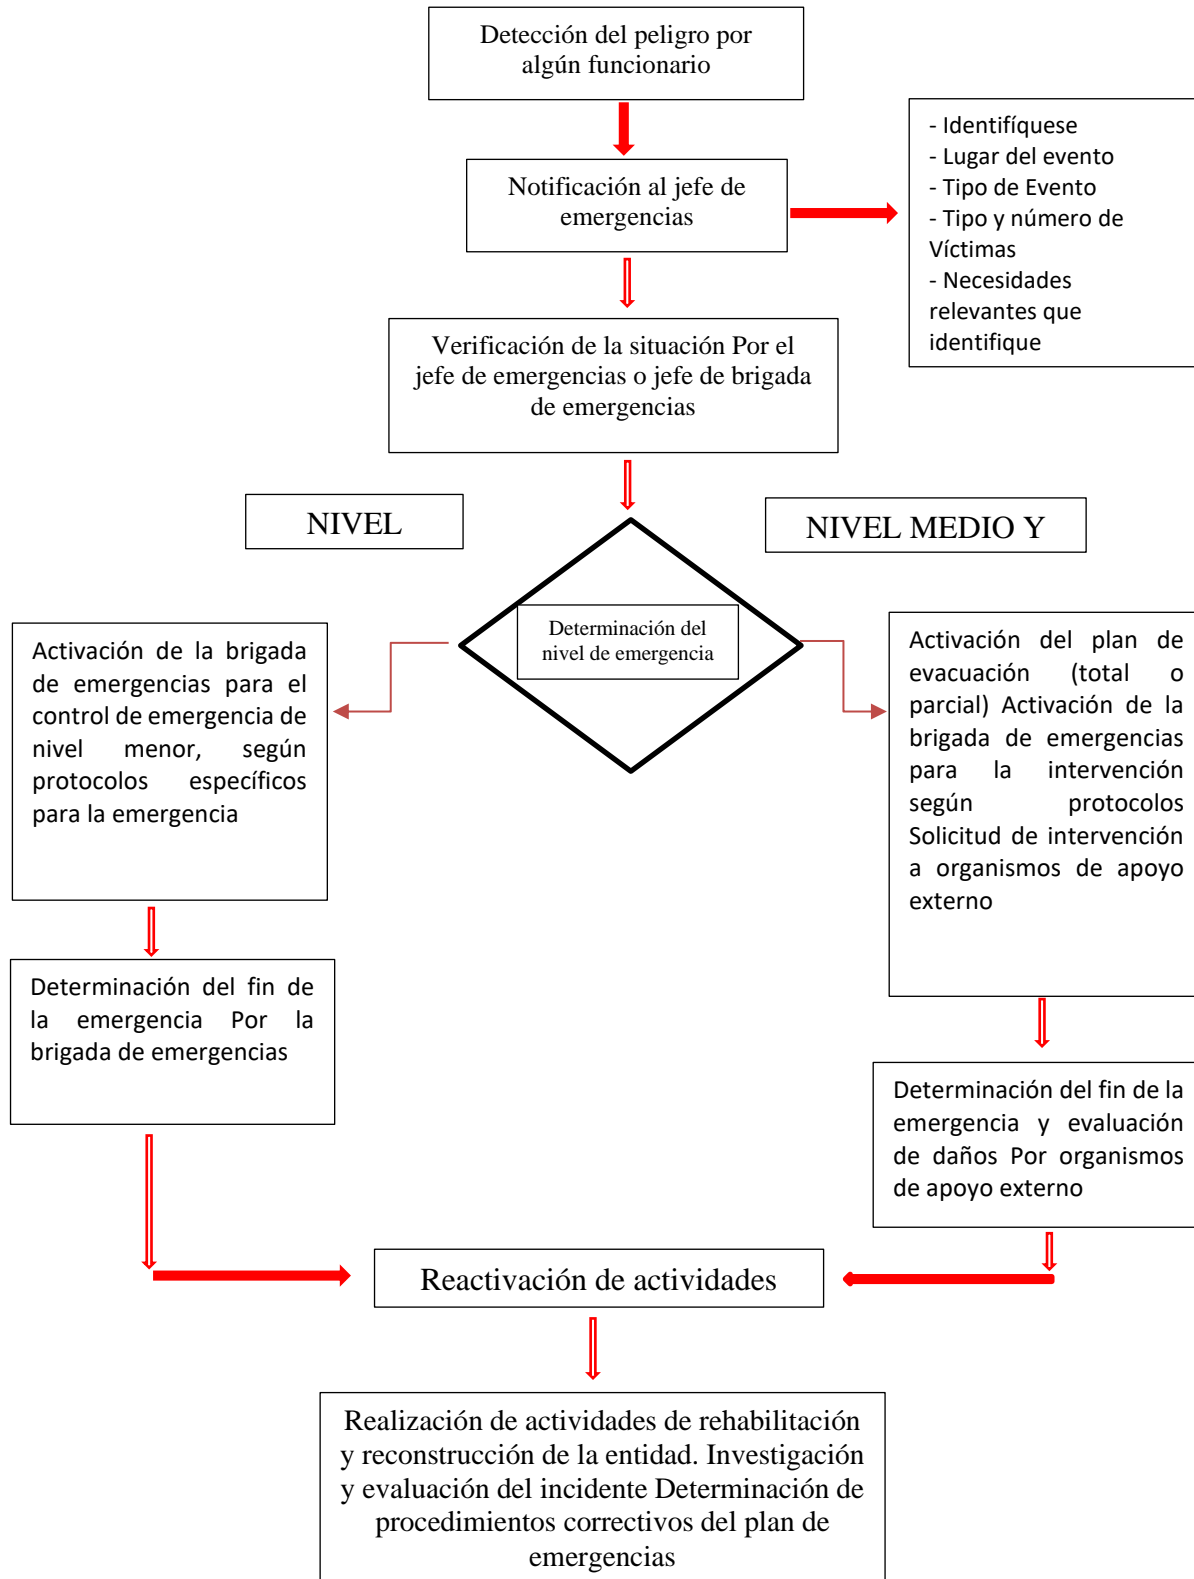 Detección del peligro por
algún funcionario
- Identifíquese
- Lugar del evento
- Tipo de Evento
- Tipo y número de
Víctimas
- Necesidades
relevantes que
identifique
Notificación al jefe de
emergencias
Verificación de la situación Por el
jefe de emergencias o jefe de brigada
de emergencias
NIVEL
NIVEL MEDIO Y
Determinación del
nivel de emergencia
Activación de la brigada
de emergencias para el
control de emergencia de
nivel menor, según
protocolos específicos
para la emergencia
Activación del plan de
evacuación (total o
parcial) Activación de la
brigada de emergencias
para la intervención
según protocolos
Solicitud de intervención
a organismos de apoyo
externo
Determinación del fin de
la emergencia Por la
brigada de emergencias
Determinación del fin de la
emergencia y evaluación
de daños Por organismos
de apoyo externo
Reactivación de actividades
Realización de actividades de rehabilitación
y reconstrucción de la entidad. Investigación
y evaluación del incidente Determinación de
procedimientos correctivos del plan de
emergencias